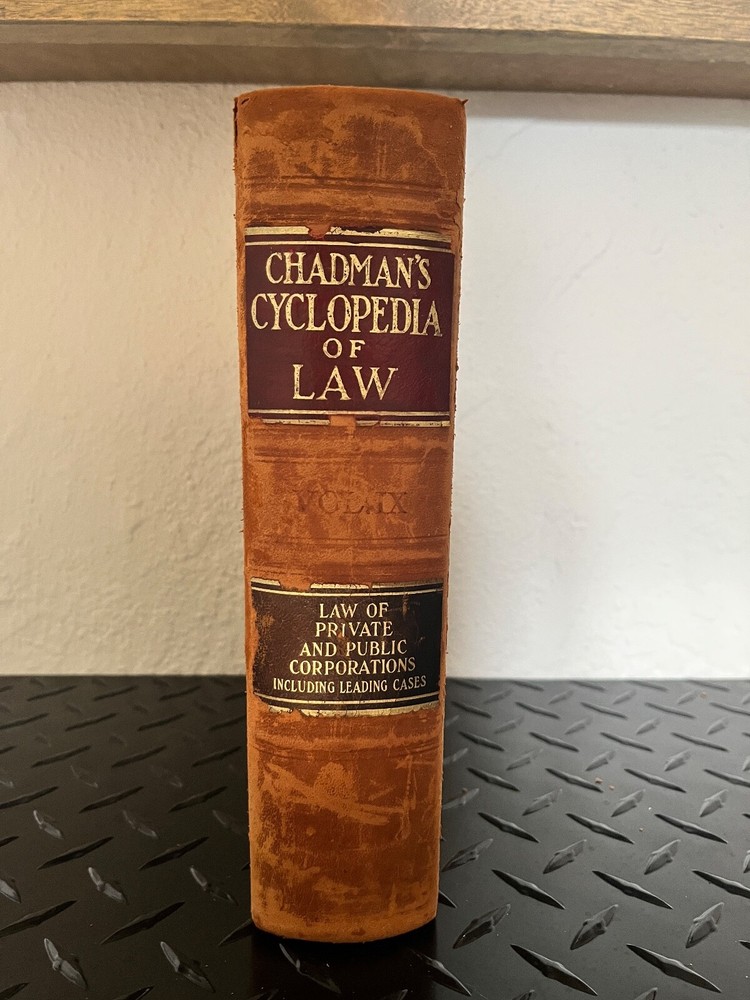 CHADMAN'S
CYCLOPEDIA
OF
LAW
VOL. IX
LAW OF
PRIVATE
AND PUBLIC
CORPORATIONS
INCLUDING LEADING CASES